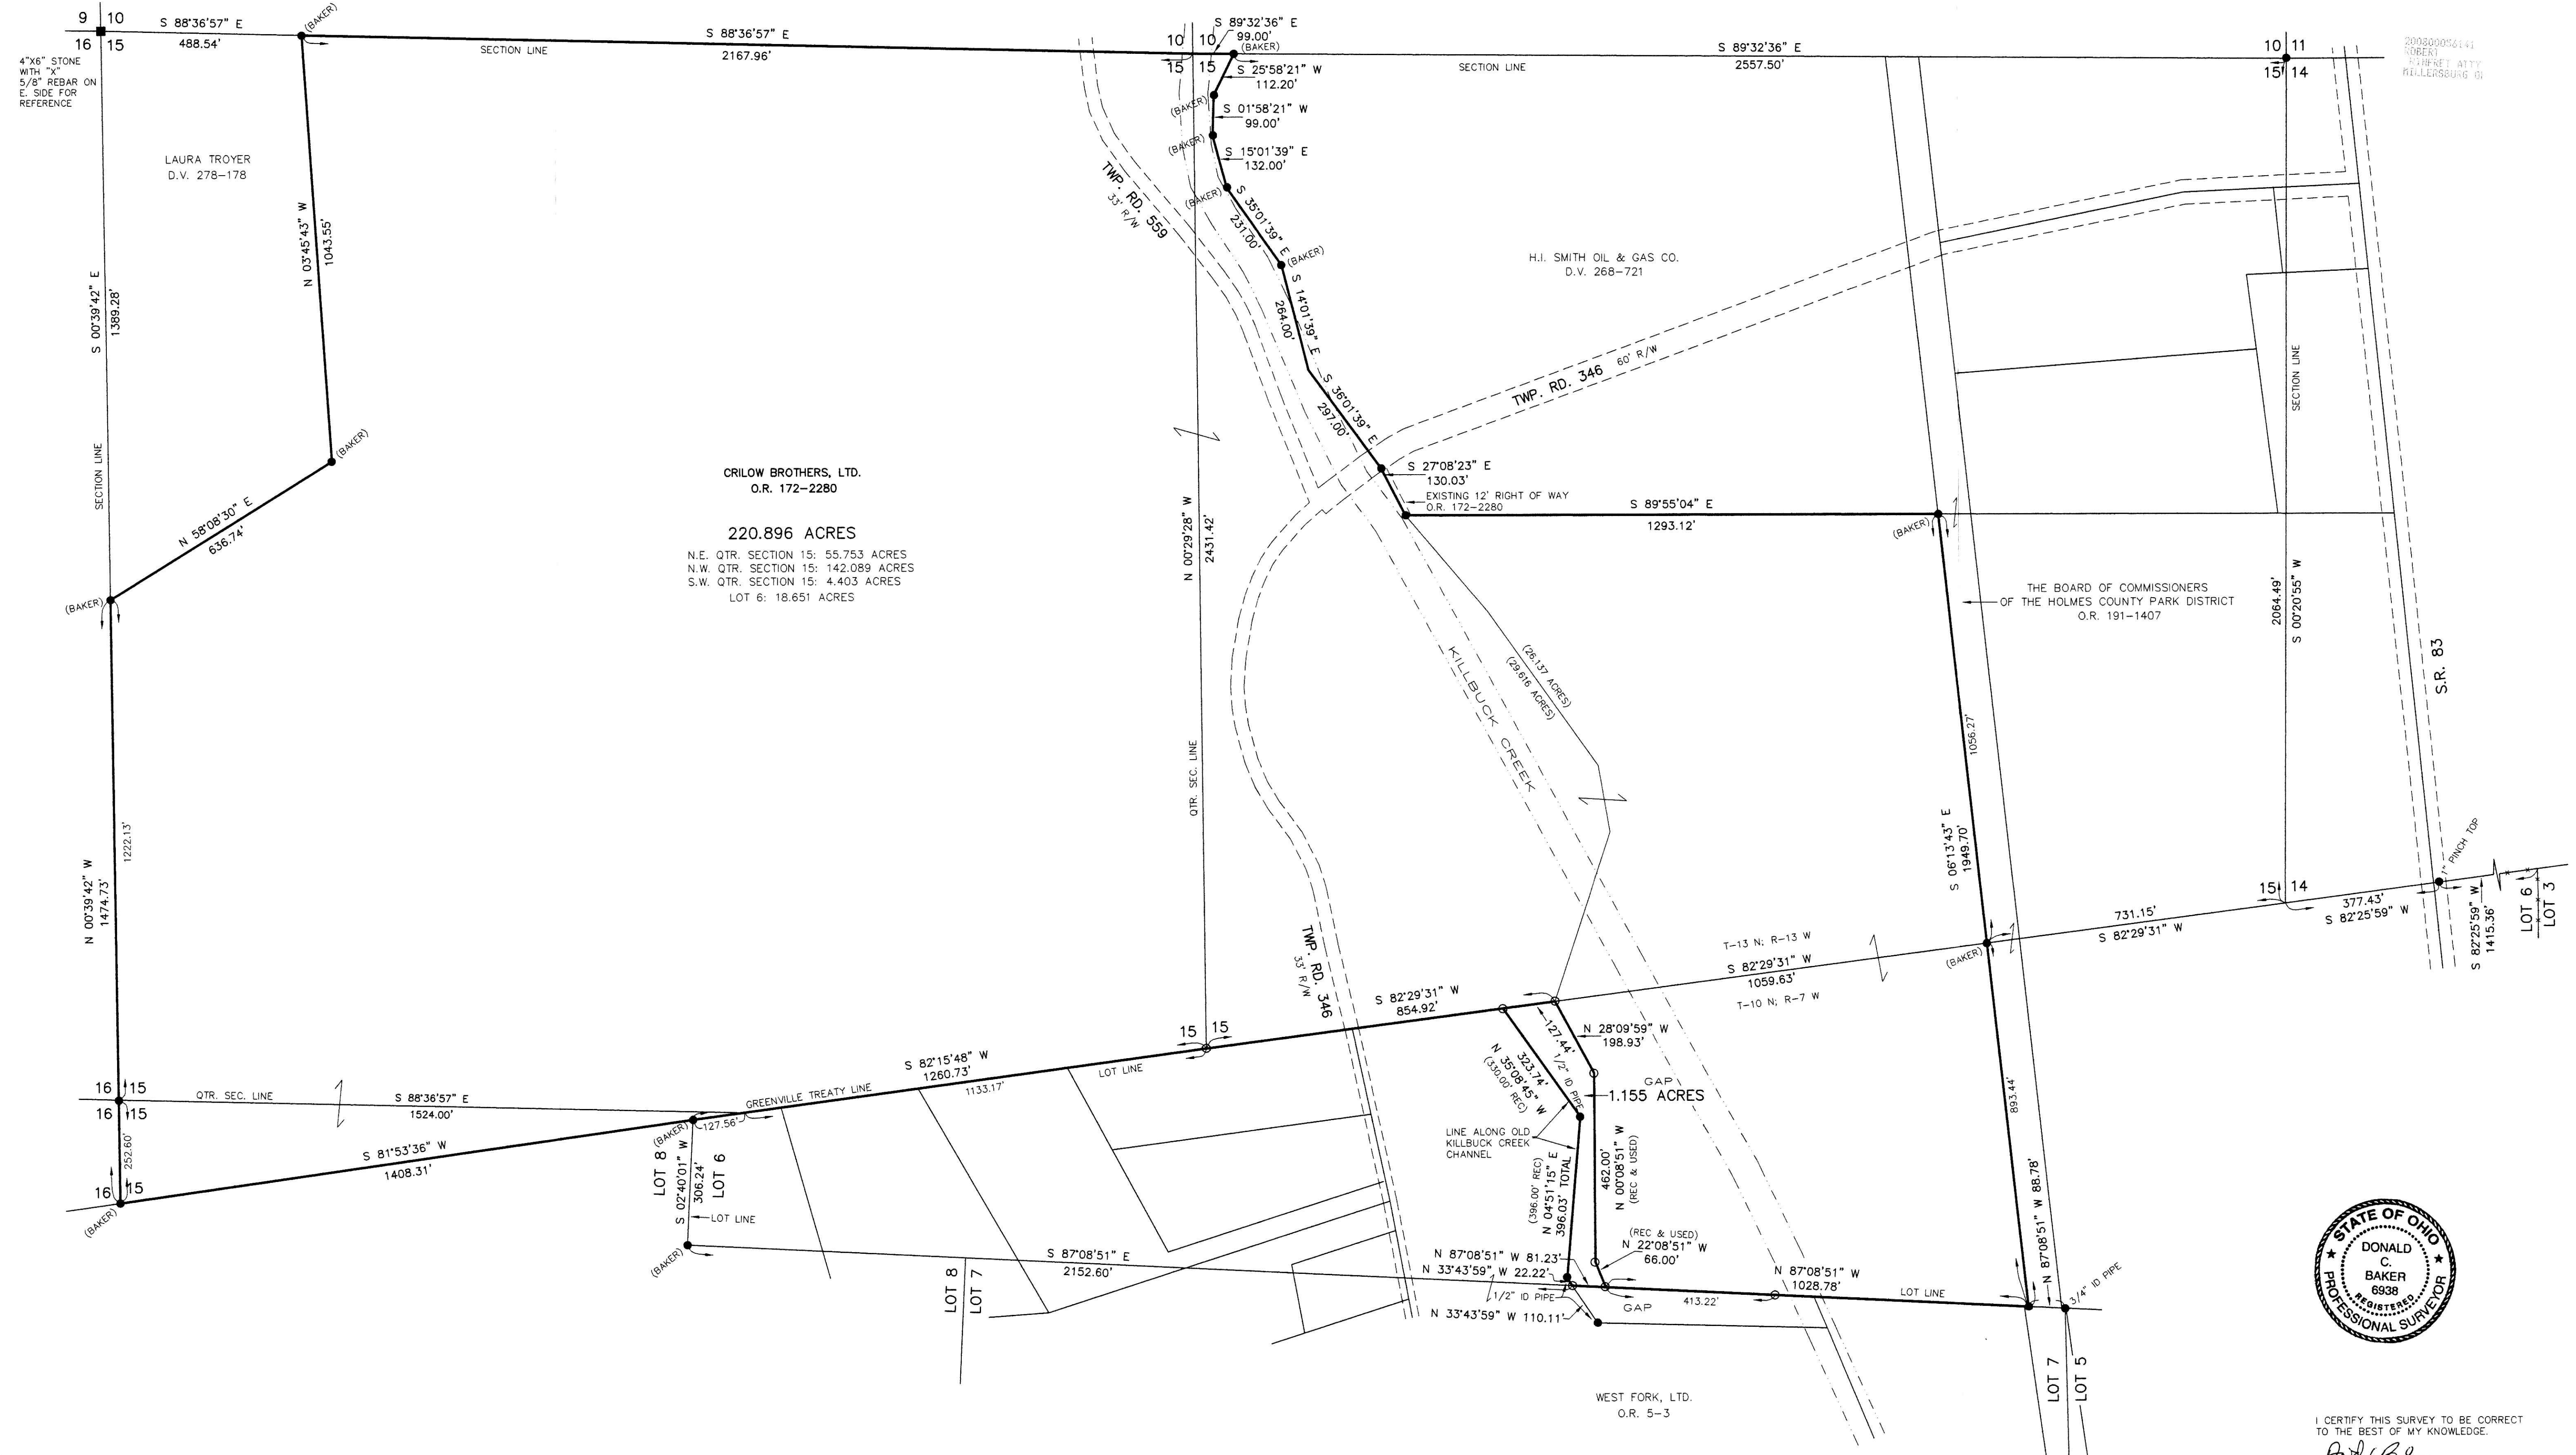 9 10
16 15
S 88°36'57" E
488.54'
(BAKER)
SECTION LINE
S 88°36'57" E
2167.96'
10 10
15 15
S 89°32'36" E
99.00'
(BAKER)
S 25°58'21" W
112.20'
(BAKER)
S 01°58'21" W
99.00'
(BAKER)
S 15°01'39" E
132.00'
(BAKER)
S 35°01'39" E
231.00'
(BAKER)
S 14°01'39" E
264.00'
S 36°01'39" E
297.00'
SECTION LINE
S 89°32'36" E
2557.50'
10 11
15 14
200800056141
ROBERT
RINFRET ATTY
MILLERSBURG OH
4"X6" STONE
WITH "X"
5/8" REBAR ON
E. SIDE FOR
REFERENCE
LAURA TROYER
D.V. 278-178
N 03°45'43" W
1043.55'
S 00°39'42" E
1389.28'
SECTION LINE
(BAKER)
N 58°08'30" E
636.74'
(BAKER)
TWP. RD. 559
33' R/W
H.I. SMITH OIL & GAS CO.
D.V. 268-721
TWP. RD. 346 60' R/W
SECTION LINE
CRILOW BROTHERS, LTD.
O.R. 172-2280
220.896 ACRES
N.E. QTR. SECTION 15: 55.753 ACRES
N.W. QTR. SECTION 15: 142.089 ACRES
S.W. QTR. SECTION 15: 4.403 ACRES
LOT 6: 18.651 ACRES
N 00°29'28" W
2431.42'
QTR. SEC. LINE
S 27°08'23" E
130.03'
EXISTING 12' RIGHT OF WAY
O.R. 172-2280
S 89°55'04" E
1293.12'
(BAKER)
THE BOARD OF COMMISSIONERS
OF THE HOLMES COUNTY PARK DISTRICT
O.R. 191-1407
2064.49'
S 00°20'55" W
S.R. 83
(26.137 ACRES)
(29.616 ACRES)
KILLBUCK CREEK
1056.27'
S 06°13'43" E
1949.70'
1222.13'
N 00°39'42" W
1474.73'
1" PINCH TOP
15 14
377.43'
S 82°25'59" W
S 82°25'59" W
1415.36'
LOT 6
LOT 3
731.15'
S 82°29'31" W
(BAKER)
T-13 N; R-13 W
S 82°29'31" W
1059.63'
T-10 N; R-7 W
TWP. RD. 346
33' R/W
S 82°29'31" W
854.92'
15 15
S 82°15'48" W
1260.73'
1133.17'
LOT LINE
GREENVILLE TREATY LINE
127.56'
16 15
16 15
QTR. SEC. LINE
S 88°36'57" E
1524.00'
252.60'
S 81°53'36" W
1408.31'
16 15
(BAKER)
(BAKER)
LOT 8
LOT 6
S 02°40'01" W
306.24'
LOT LINE
(BAKER)
S 87°08'51" E
2152.60'
LOT 8
LOT 7
127.44'
N 28°09'59" W
198.93'
323.74'
N 35°08'45" W
(330.00' REC)
1/2" ID PIPE
GAP
1.155 ACRES
LINE ALONG OLD
KILLBUCK CREEK
CHANNEL
(396.00' REC)
N 04°51'15" E
396.03' TOTAL
462.00'
N 00°08'51" W
(REC & USED)
(REC & USED)
N 22°08'51" W
66.00'
N 87°08'51" W 81.23'
N 33°43'59" W 22.22'
1/2" ID PIPE
N 33°43'59" W 110.11'
GAP
413.22'
N 87°08'51" W
1028.78'
LOT LINE
893.44'
N 87°08'51" W 88.78'
3/4" ID PIPE
LOT 7
LOT 5
WEST FORK, LTD.
O.R. 5-3
STATE OF OHIO
DONALD
C.
BAKER
6938
REGISTERED
PROFESSIONAL SURVEYOR
I CERTIFY THIS SURVEY TO BE CORRECT
TO THE BEST OF MY KNOWLEDGE.